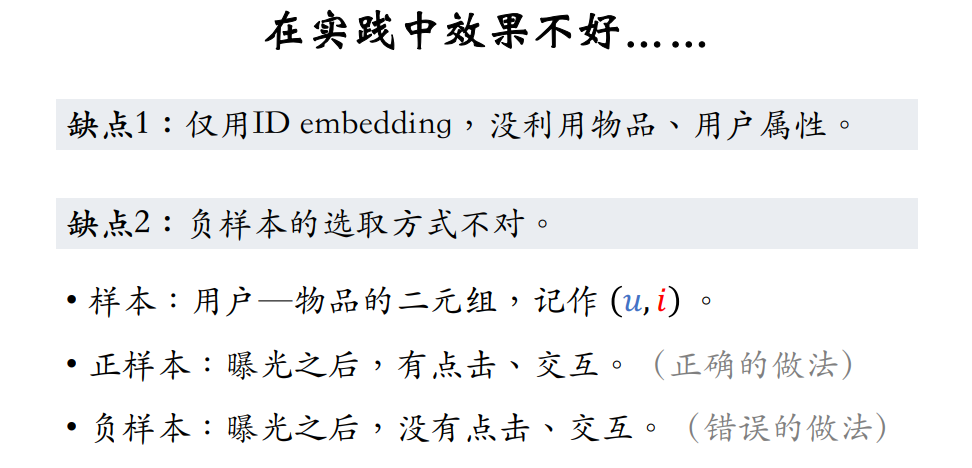 在实践中效果不好……
缺点1：仅用ID embedding，没利用物品、用户属性。
缺点2：负样本的选取方式不对。
• 样本：用户—物品的二元组，记作 (u, i) 。
• 正样本：曝光之后，有点击、交互。（正确的做法）
• 负样本：曝光之后，没有点击、交互。（错误的做法）